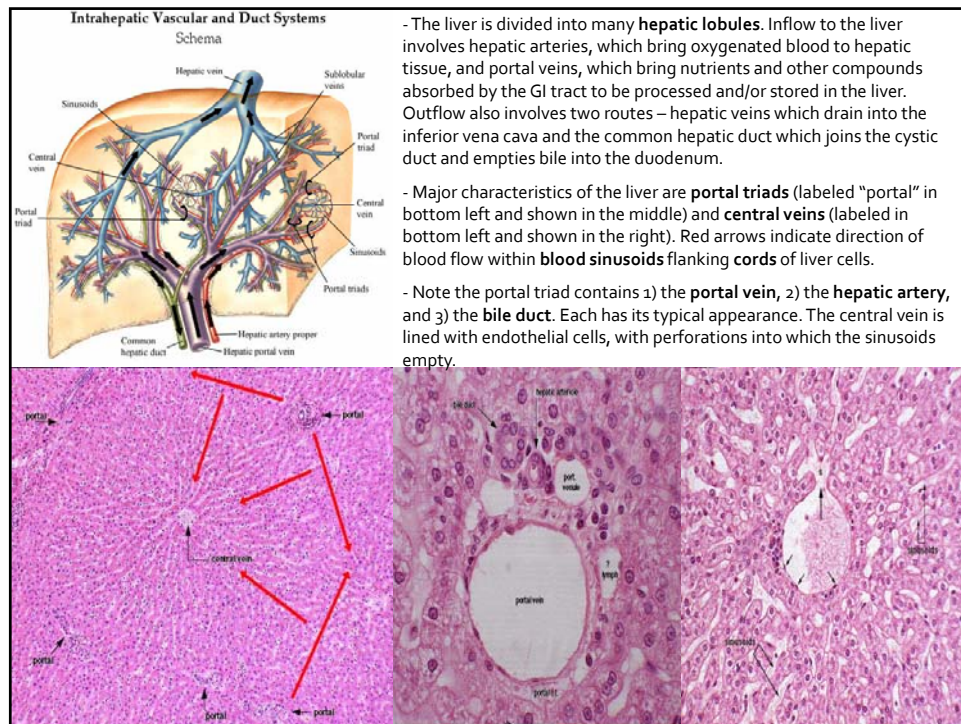 Intrahepatic Vascular and Duct Systems
Schema
Hepatic vein
Sublobular
veins
Sinusoids
Portal
triad
Central
vein
Central
vein
Portal
triad
Sinusoids
Portal triads
Hepatic artery proper
Common
hepatic duct
Hepatic portal vein
- The liver is divided into many hepatic lobules. Inflow to the liver
involves hepatic arteries, which bring oxygenated blood to hepatic
tissue, and portal veins, which bring nutrients and other compounds
absorbed by the GI tract to be processed and/or stored in the liver.
Outflow also involves two routes – hepatic veins which drain into the
inferior vena cava and the common hepatic duct which joins the cystic
duct and empties bile into the duodenum.
- Major characteristics of the liver are portal triads (labeled “portal” in
bottom left and shown in the middle) and central veins (labeled in
bottom left and shown in the right). Red arrows indicate direction of
blood flow within blood sinusoids flanking cords of liver cells.
- Note the portal triad contains 1) the portal vein, 2) the hepatic artery,
and 3) the bile duct. Each has its typical appearance. The central vein is
lined with endothelial cells, with perforations into which the sinusoids
empty.
portal
portal
central vein
portal
portal
portal
bile duct
hepatic arteriole
port.
venule
?
lymph
portal vein
sinusoids
sinusoids